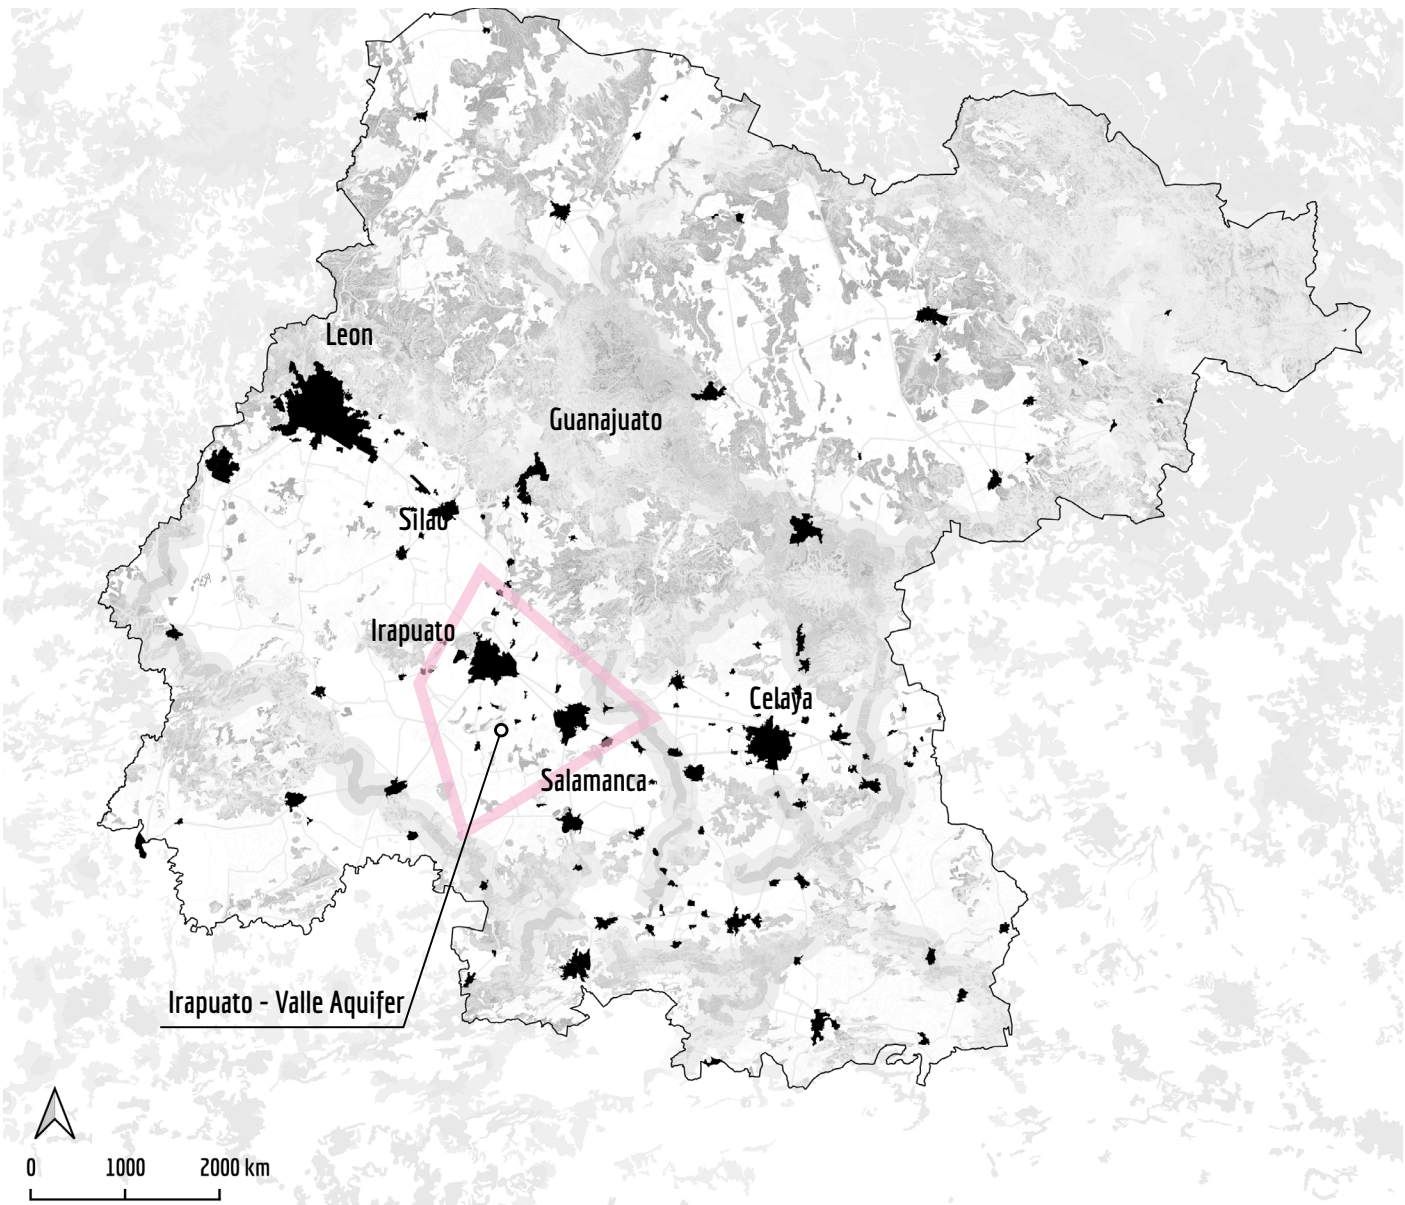 Leon
Guanajuato
Silao
Irapuato
Celaya
Salamanca
Irapuato - Valle Aquifer
0 1000 2000 km